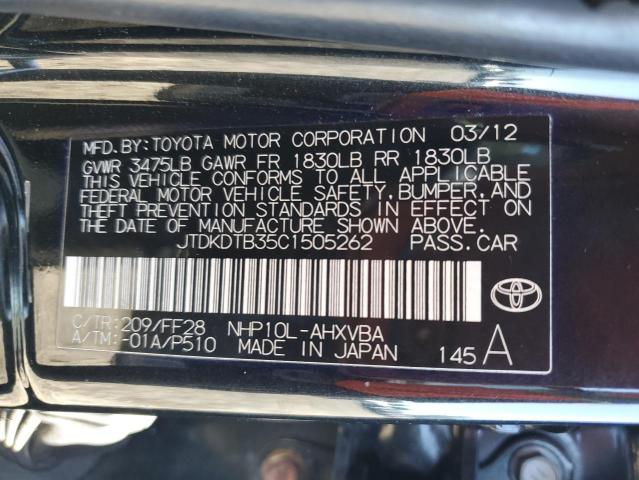 MFD.BY:TOYOTA MOTOR CORPORATION 03/12
GVWR 3475LB GAWR FR 1830LB RR 1830LB
THIS VEHICLE CONFORMS TO ALL APPLICABLE
FEDERAL MOTOR VEHICLE SAFETY,BUMPER,AND
THEFT PREVENTION STANDARDS IN EFFECT ON
THE DATE OF MANUFACTURE SHOWN ABOVE.
JTDKDTB35C1505262 PASS.CAR
C/TR:209/FF28 NHP10L-AHXVBA
A/TM:-01A/P510 MADE IN JAPAN 145 A